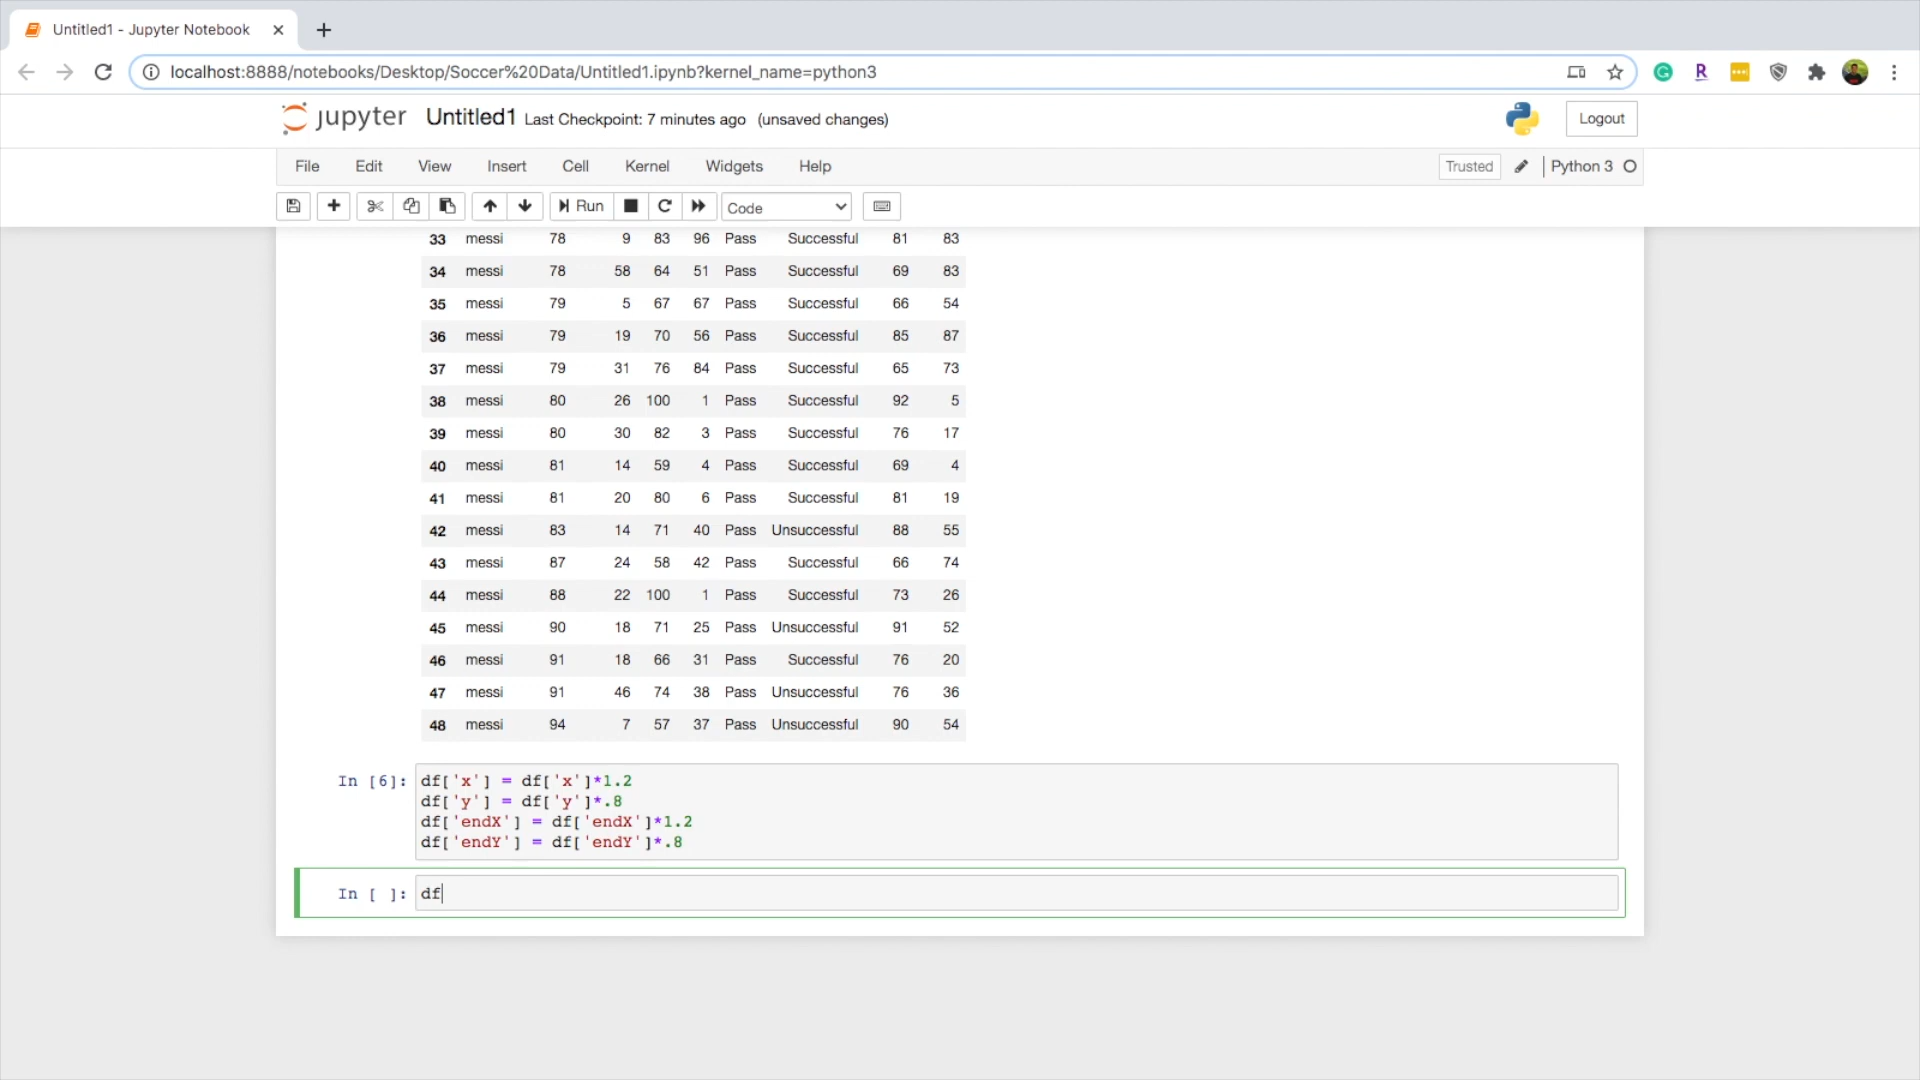 Untitled1 - Jupyter Notebook
localhost:8888/notebooks/Desktop/Soccer%20Data/Untitled1.ipynb?kernel_name=python3
jupyter Untitled1 Last Checkpoint: 7 minutes ago (unsaved changes) Logout
File Edit View Insert Cell Kernel Widgets Help Trusted Python 3
Run Code
33 messi 78 9 83 96 Pass Successful 81 83
34 messi 78 58 64 51 Pass Successful 69 83
35 messi 79 5 67 67 Pass Successful 66 54
36 messi 79 19 70 56 Pass Successful 85 87
37 messi 79 31 76 84 Pass Successful 65 73
38 messi 80 26 100 1 Pass Successful 92 5
39 messi 80 30 82 3 Pass Successful 76 17
40 messi 81 14 59 4 Pass Successful 69 4
41 messi 81 20 80 6 Pass Successful 81 19
42 messi 83 14 71 40 Pass Unsuccessful 88 55
43 messi 87 24 58 42 Pass Successful 66 74
44 messi 88 22 100 1 Pass Successful 73 26
45 messi 90 18 71 25 Pass Unsuccessful 91 52
46 messi 91 18 66 31 Pass Successful 76 20
47 messi 91 46 74 38 Pass Unsuccessful 76 36
48 messi 94 7 57 37 Pass Unsuccessful 90 54
In [6]: df['x'] = df['x']*1.2
df['y'] = df['y']*.8
df['endX'] = df['endX']*1.2
df['endY'] = df['endY']*.8
In [ ]: df